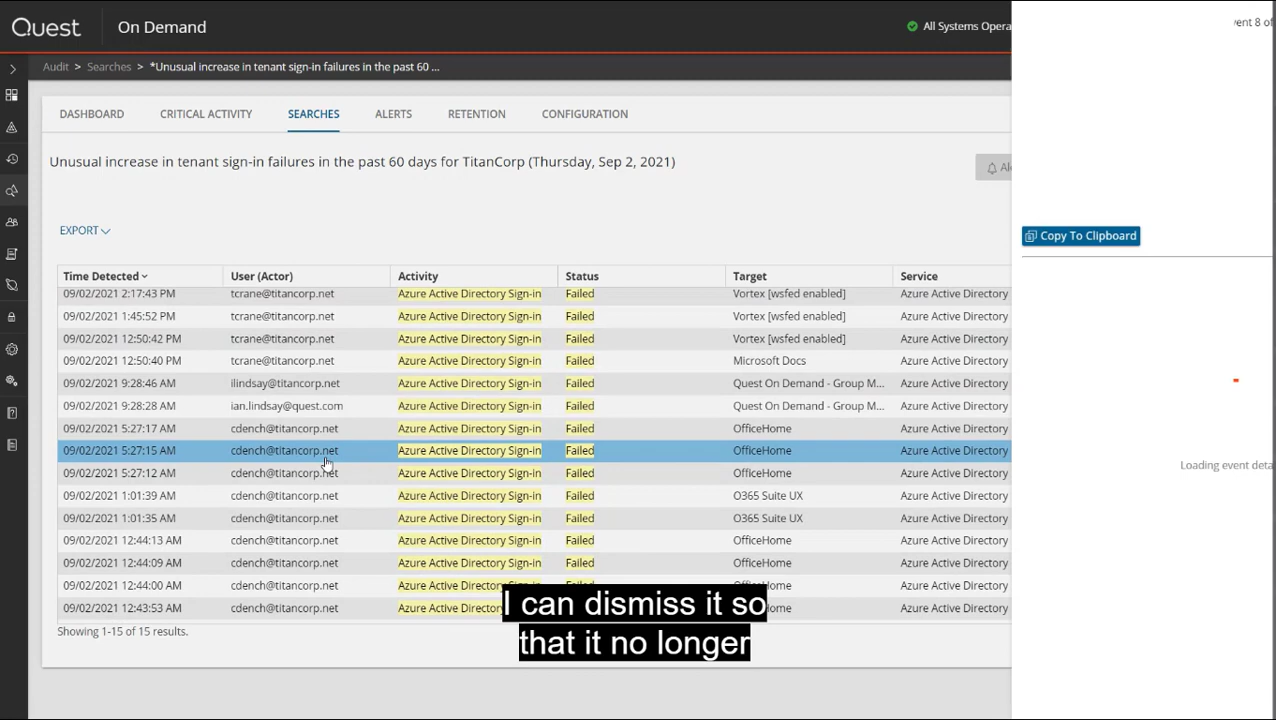 Quest On Demand All Systems Opera
vent 8 of
Audit > Searches > *Unusual increase in tenant sign-in failures in the past 60 ...
DASHBOARD CRITICAL ACTIVITY SEARCHES ALERTS RETENTION CONFIGURATION
Unusual increase in tenant sign-in failures in the past 60 days for TitanCorp (Thursday, Sep 2, 2021) Al
EXPORT
Copy To Clipboard
Time Detected User (Actor) Activity Status Target Service
09/02/2021 2:17:43 PM tcrane@titancorp.net Azure Active Directory Sign-in Failed Vortex [wsfed enabled] Azure Active Directory
09/02/2021 1:45:52 PM tcrane@titancorp.net Azure Active Directory Sign-in Failed Vortex [wsfed enabled] Azure Active Directory
09/02/2021 12:50:42 PM tcrane@titancorp.net Azure Active Directory Sign-in Failed Vortex [wsfed enabled] Azure Active Directory
09/02/2021 12:50:40 PM tcrane@titancorp.net Azure Active Directory Sign-in Failed Microsoft Docs Azure Active Directory
09/02/2021 9:28:46 AM ilindsay@titancorp.net Azure Active Directory Sign-in Failed Quest On Demand - Group M... Azure Active Directory
09/02/2021 9:28:28 AM ian.lindsay@quest.com Azure Active Directory Sign-in Failed Quest On Demand - Group M... Azure Active Directory
09/02/2021 5:27:17 AM cdench@titancorp.net Azure Active Directory Sign-in Failed OfficeHome Azure Active Directory
09/02/2021 5:27:15 AM cdench@titancorp.net Azure Active Directory Sign-in Failed OfficeHome Azure Active Directory
09/02/2021 5:27:12 AM cdench@titancorp.net Azure Active Directory Sign-in Failed OfficeHome Azure Active Directory
Loading event deta
09/02/2021 1:01:39 AM cdench@titancorp.net Azure Active Directory Sign-in Failed O365 Suite UX Azure Active Directory
09/02/2021 1:01:35 AM cdench@titancorp.net Azure Active Directory Sign-in Failed O365 Suite UX Azure Active Directory
09/02/2021 12:44:13 AM cdench@titancorp.net Azure Active Directory Sign-in Failed OfficeHome Azure Active Directory
09/02/2021 12:44:09 AM cdench@titancorp.net Azure Active Directory Sign-in Failed OfficeHome Azure Active Directory
09/02/2021 12:44:00 AM cdench@titancorp.net Azure Active Directory Sign-in Failed OfficeHome Azure Active Directory
09/02/2021 12:43:53 AM cdench@titancorp.net Azure Active Home Azure Active Directory
I can dismiss it so
that it no longer
Showing 1-15 of 15 results.